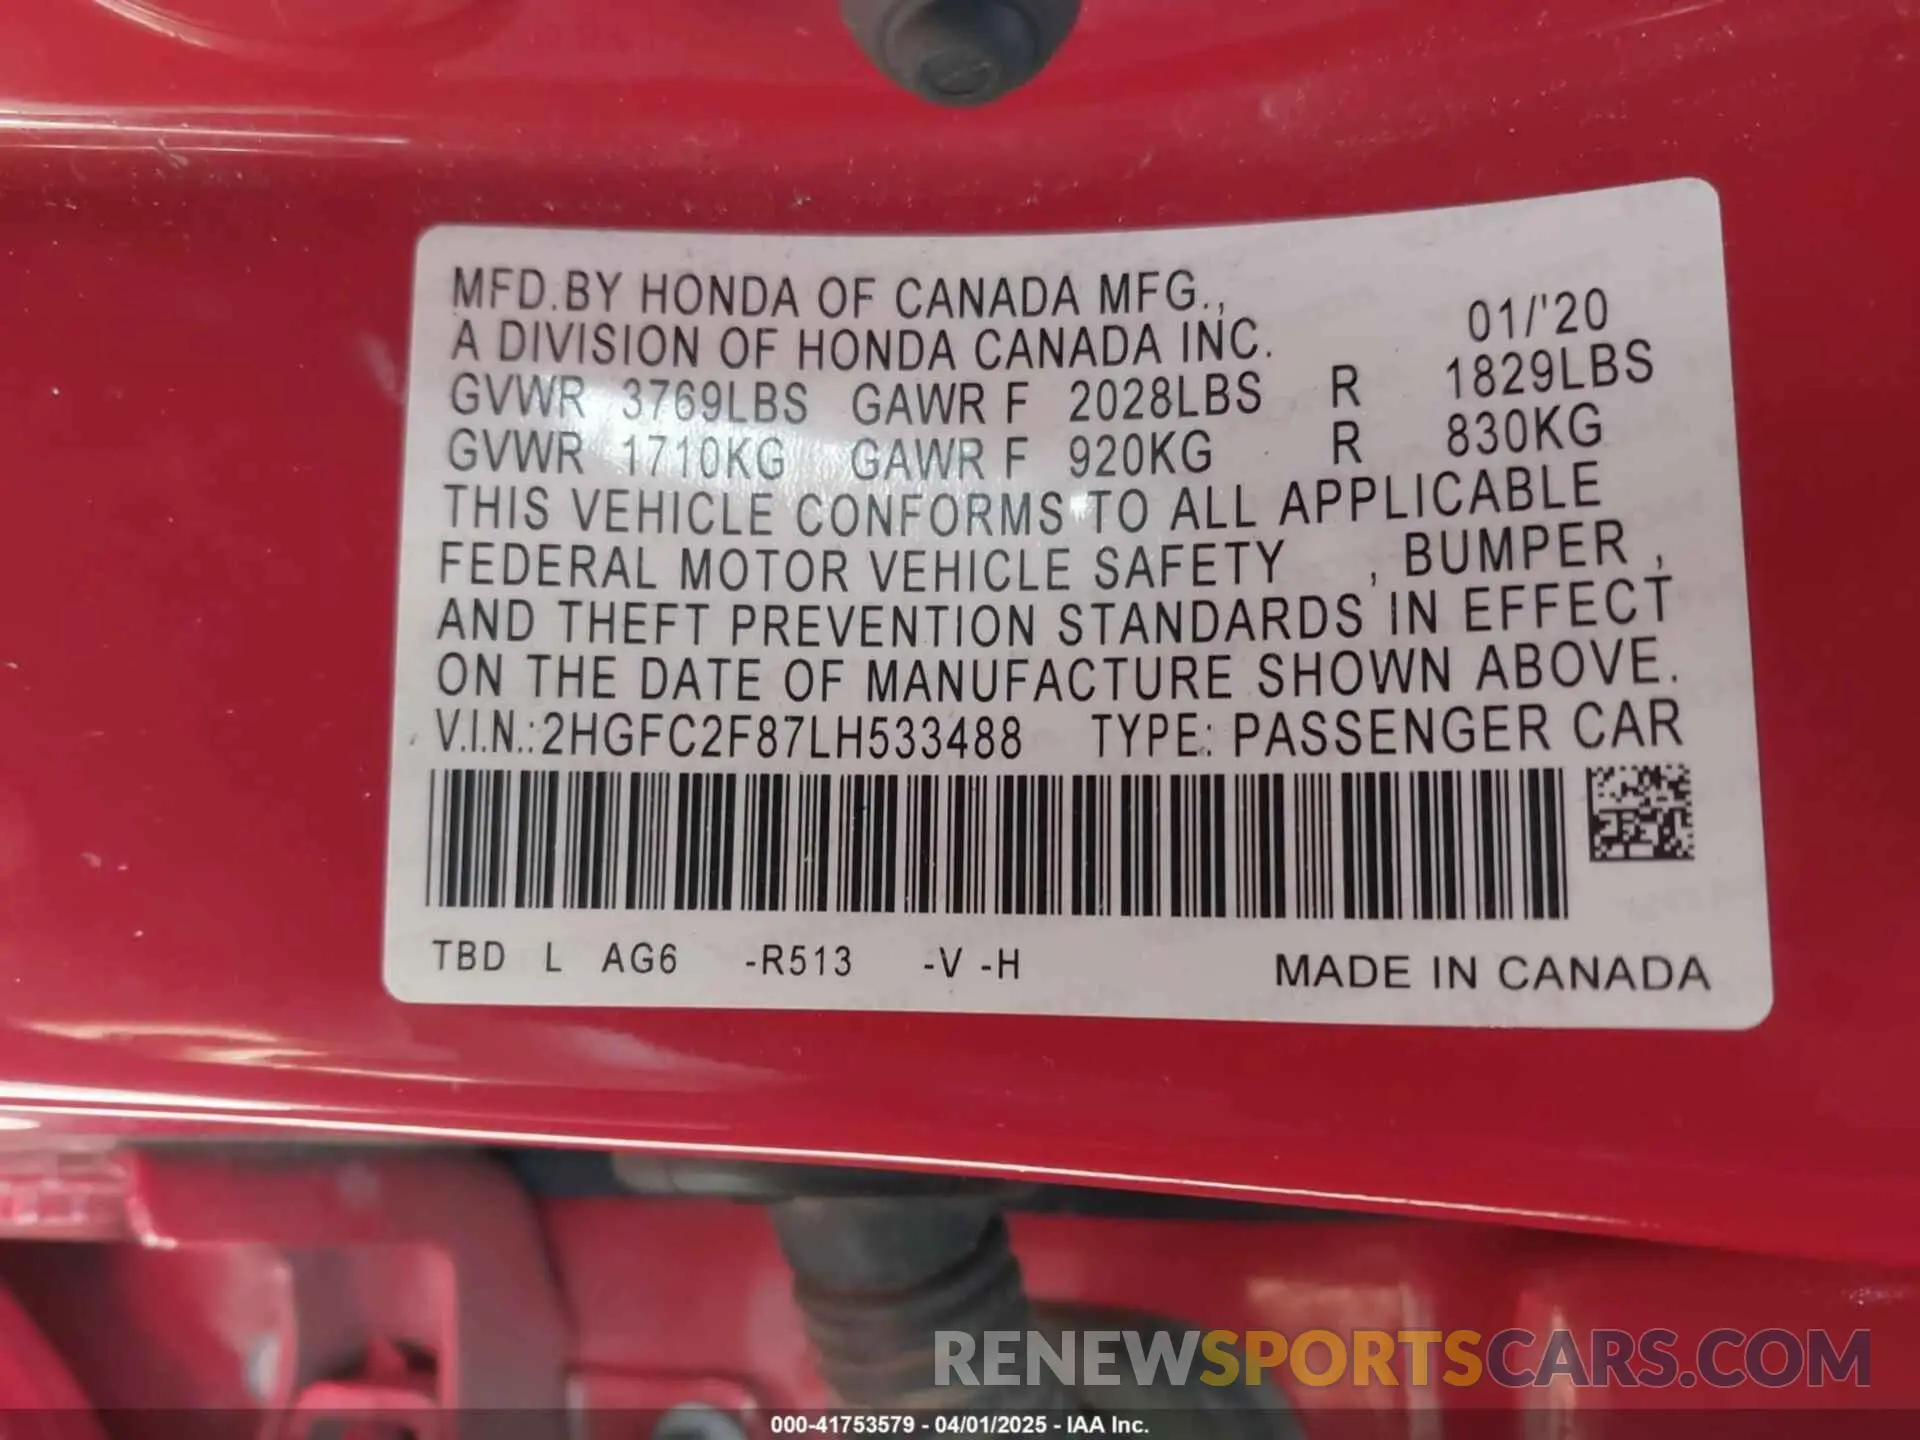 MFD.BY HONDA OF CANADA MFG.,
A DIVISION OF HONDA CANADA INC. 01/'20
GVWR 3769LBS GAWR F 2028LBS R 1829LBS
GVWR 1710KG GAWR F 920KG R 830KG
THIS VEHICLE CONFORMS TO ALL APPLICABLE
FEDERAL MOTOR VEHICLE SAFETY , BUMPER ,
AND THEFT PREVENTION STANDARDS IN EFFECT
ON THE DATE OF MANUFACTURE SHOWN ABOVE.
V.I.N.:2HGFC2F87LH533488 TYPE: PASSENGER CAR
TBD L AG6 -R513 -V -H MADE IN CANADA
RENEWSPORTSCARS.COM
000-41753579 - 04/01/2025 - IAA Inc.